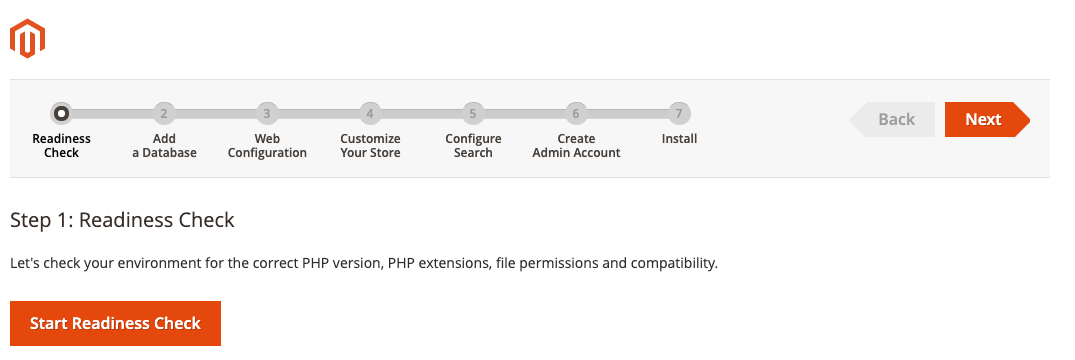 2 3 4 5 6 7
Readiness Check
Add a Database
Web Configuration
Customize Your Store
Configure Search
Create Admin Account
Install
Back
Next
Step 1: Readiness Check
Let's check your environment for the correct PHP version, PHP extensions, file permissions and compatibility.
Start Readiness Check